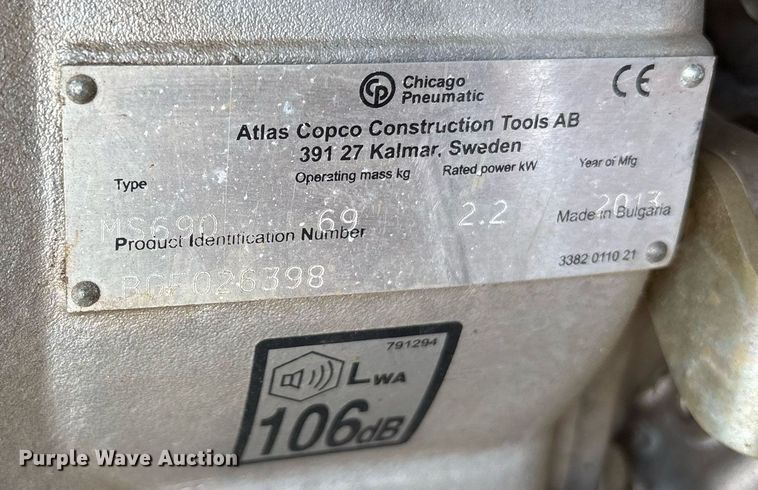 CP Chicago Pneumatic
CE
Atlas Copco Construction Tools AB
391 27 Kalmar, Sweden
Type Operating mass kg Rated power kW Year of Mfg
MS690 69 2.2 2013
Made in Bulgaria
Product Identification Number
026398
3382 0110 21
791294
LWA
106dB
Purple Wave Auction